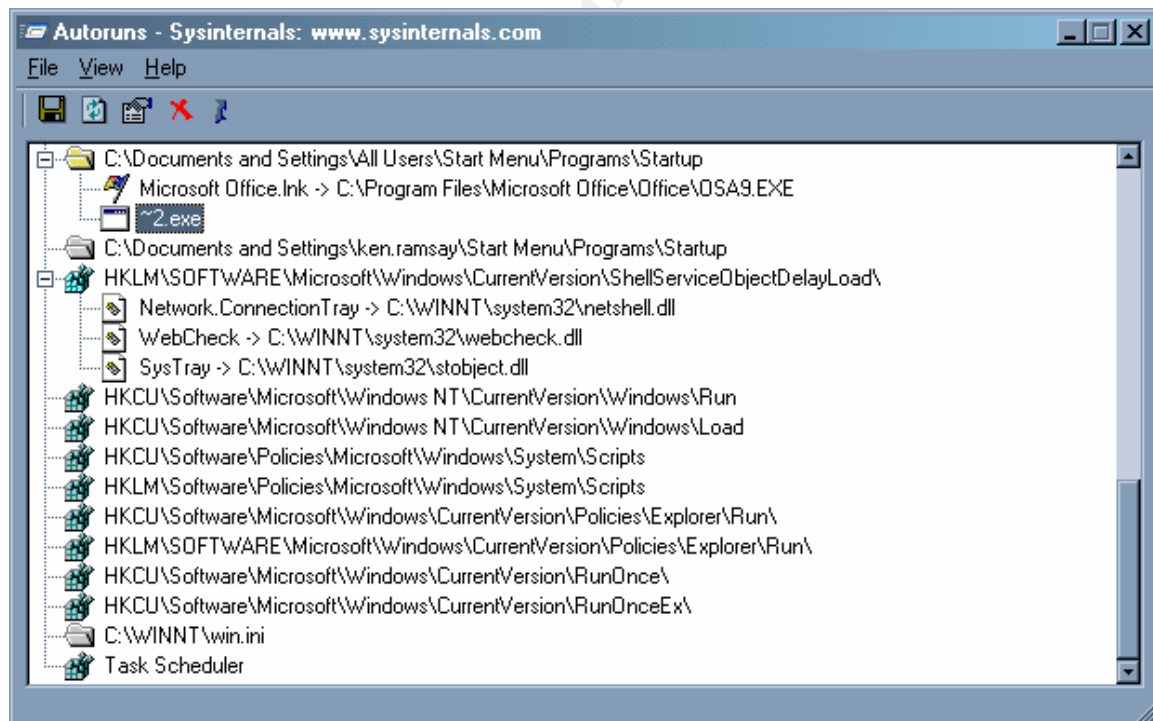 Autoruns - Sysinternals: www.sysinternals.com
File View Help
C:\Documents and Settings\All Users\Start Menu\Programs\Startup
Microsoft Office.lnk -> C:\Program Files\Microsoft Office\Office\OSA9.EXE
~2.exe
C:\Documents and Settings\ken.ramsay\Start Menu\Programs\Startup
HKLM\SOFTWARE\Microsoft\Windows\CurrentVersion\ShellServiceObjectDelayLoad\
Network.ConnectionTray -> C:\WINNT\system32\netshell.dll
WebCheck -> C:\WINNT\system32\webcheck.dll
SysTray -> C:\WINNT\system32\stobject.dll
HKCU\Software\Microsoft\Windows NT\CurrentVersion\Windows\Run
HKCU\Software\Microsoft\Windows NT\CurrentVersion\Windows\Load
HKCU\Software\Policies\Microsoft\Windows\System\Scripts
HKLM\Software\Policies\Microsoft\Windows\System\Scripts
HKCU\Software\Microsoft\Windows\CurrentVersion\Policies\Explorer\Run\
HKLM\SOFTWARE\Microsoft\Windows\CurrentVersion\Policies\Explorer\Run\
HKCU\Software\Microsoft\Windows\CurrentVersion\RunOnce\
HKCU\Software\Microsoft\Windows\CurrentVersion\RunOnceEx\
C:\WINNT\win.ini
Task Scheduler